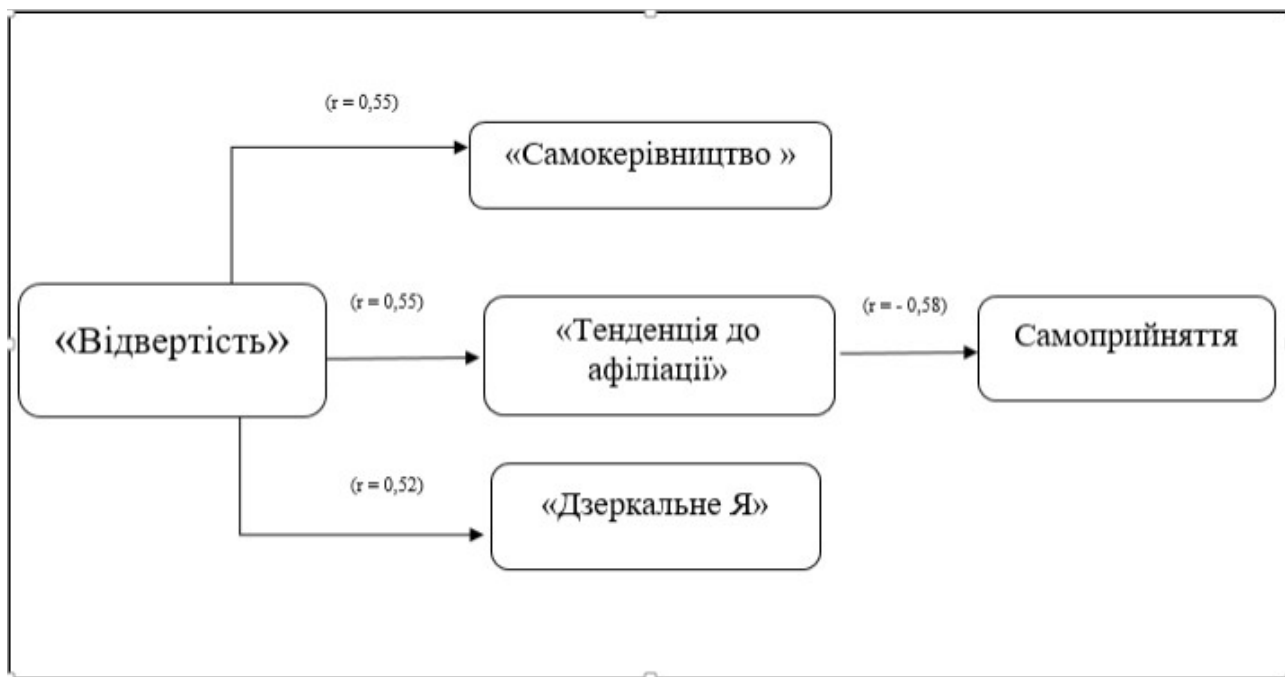 (r = 0,55)
«Самокерівництво »
«Відвертість»
(r = 0,55)
«Тенденція до
афіліації»
(r = - 0,58)
Самоприйняття
(r = 0,52)
«Дзеркальне Я»